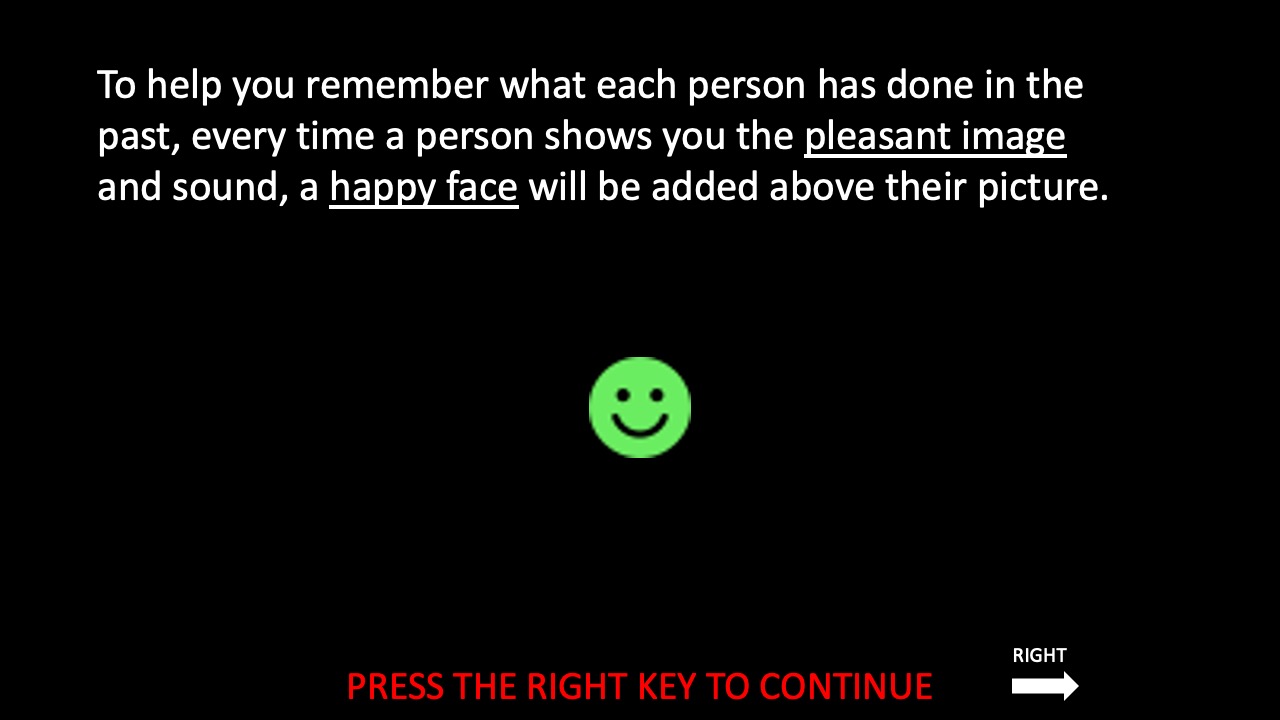 To help you remember what each person has done in the
past, every time a person shows you the pleasant image
and sound, a happy face will be added above their picture.
RIGHT
PRESS THE RIGHT KEY TO CONTINUE